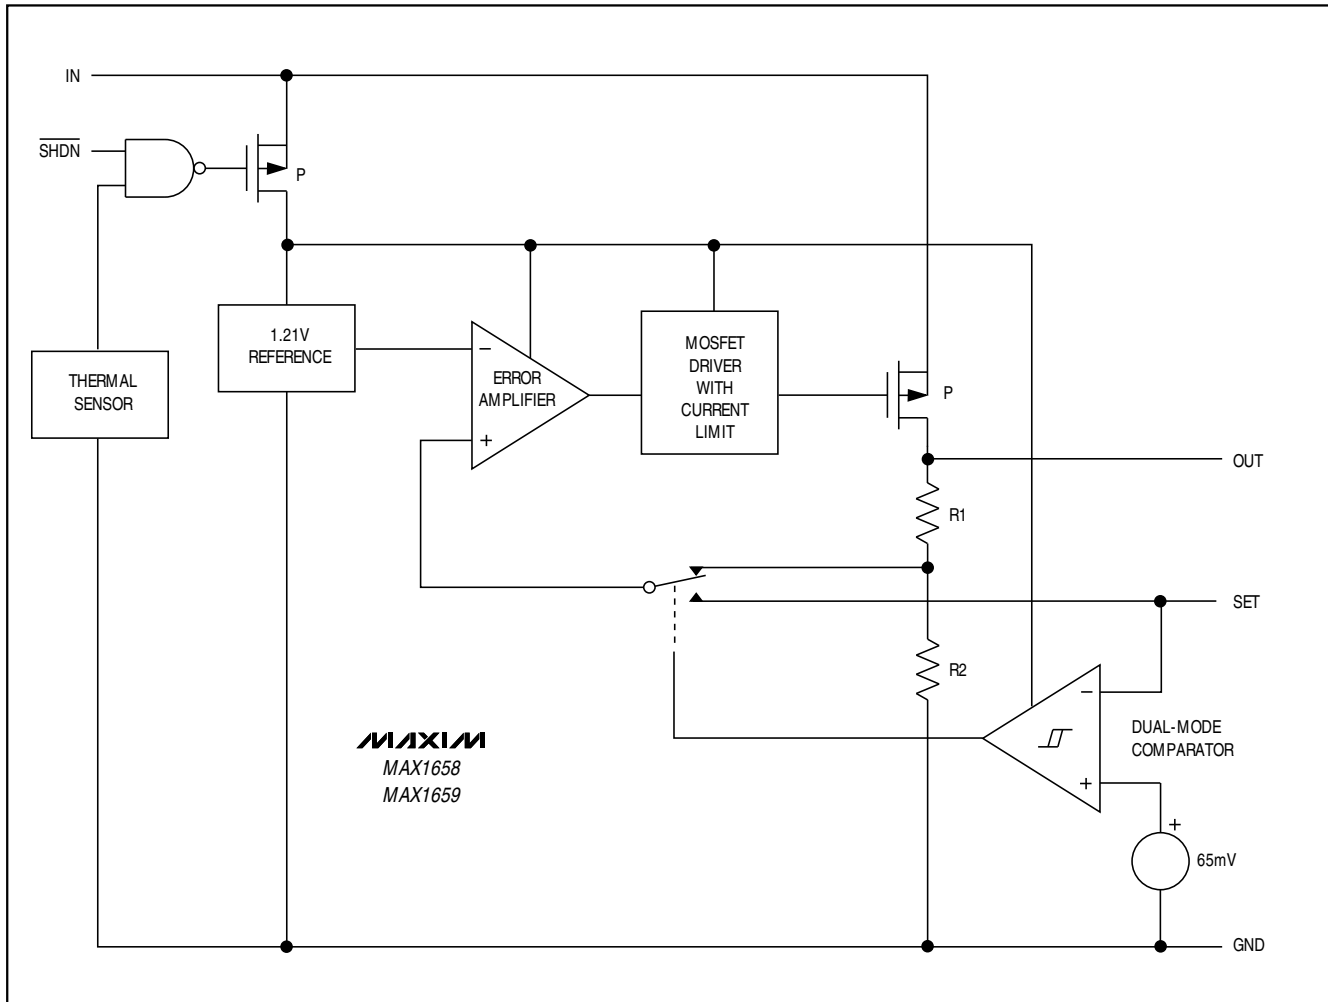 IN
SHDN
P
1.21V
REFERENCE
THERMAL
SENSOR
−
ERROR
AMPLIFIER
+
MOSFET
DRIVER
WITH
CURRENT
LIMIT
P
OUT
R1
SET
R2
−
DUAL-MODE
COMPARATOR
+
MAXIM
MAX1658
MAX1659
+
65mV
GND